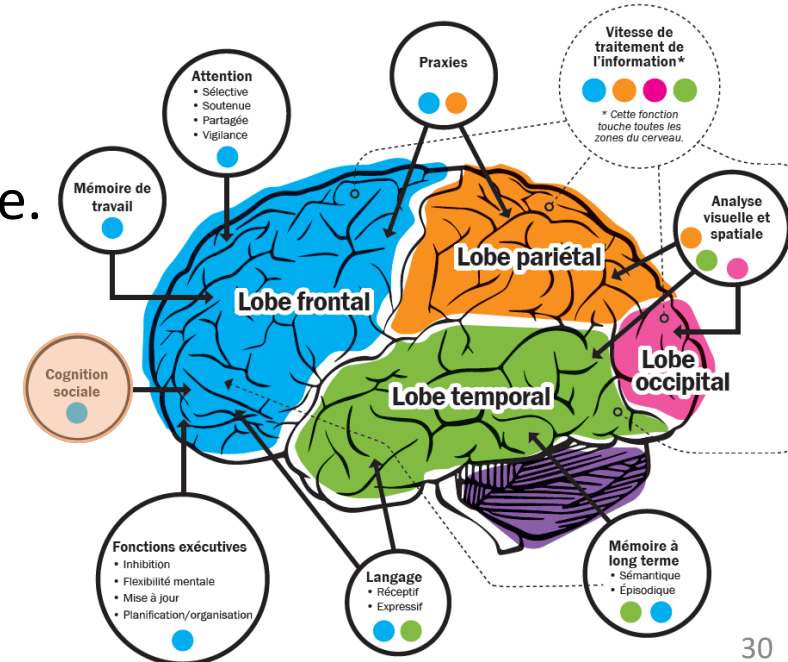 Vitesse de
traitement de
l'information*
* Cette fonction
touche toutes les
zones du cerveau.
Praxies
Attention
• Sélective
• Soutenue
• Partagée
• Vigilance
Mémoire de
travail
e.
Analyse
visuelle et
spatiale
Lobe pariétal
Lobe frontal
Lobe
occipital
Lobe temporal
Cognition
sociale
Fonctions exécutives
• Inhibition
• Flexibilité mentale
• Mise à jour
• Planification/organisation
Langage
• Réceptif
• Expressif
Mémoire à
long terme
• Sémantique
• Épisodique
30